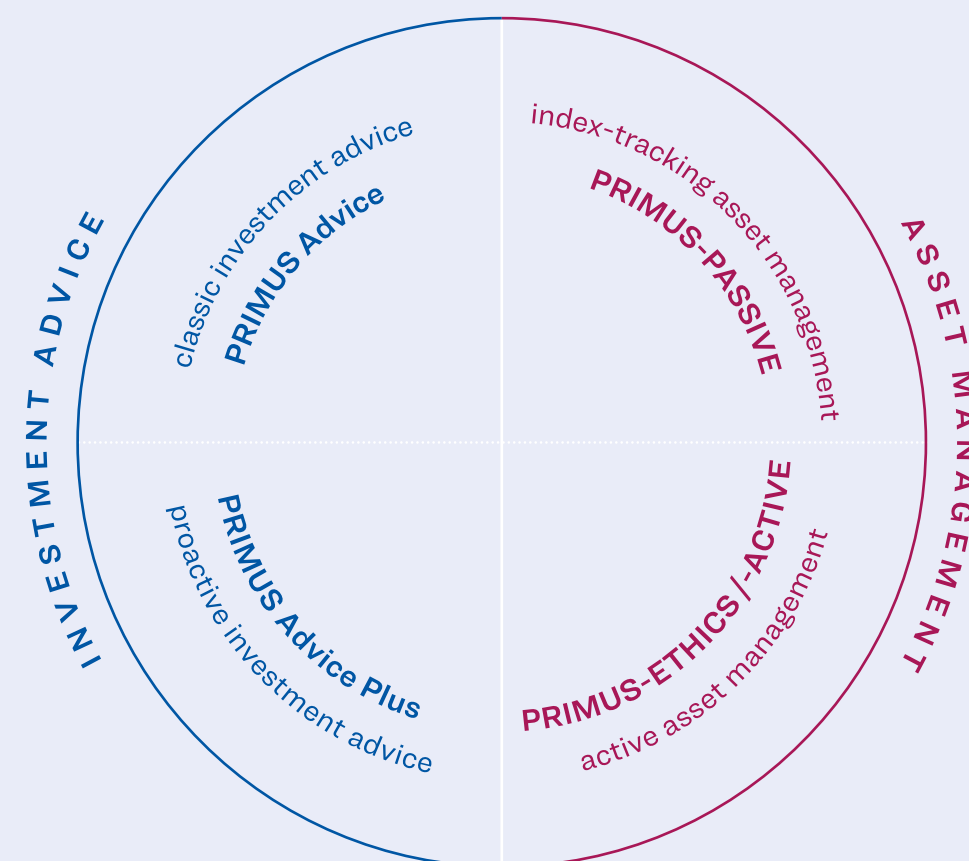 INVESTMENT ADVICE
classic investment advice
PRIMUS Advice
index-tracking asset management
PRIMUS-PASSIVE
ASSET MANAGEMENT
PRIMUS Advice Plus
proactive investment advice
PRIMUS-ETHICS/-ACTIVE
active asset management